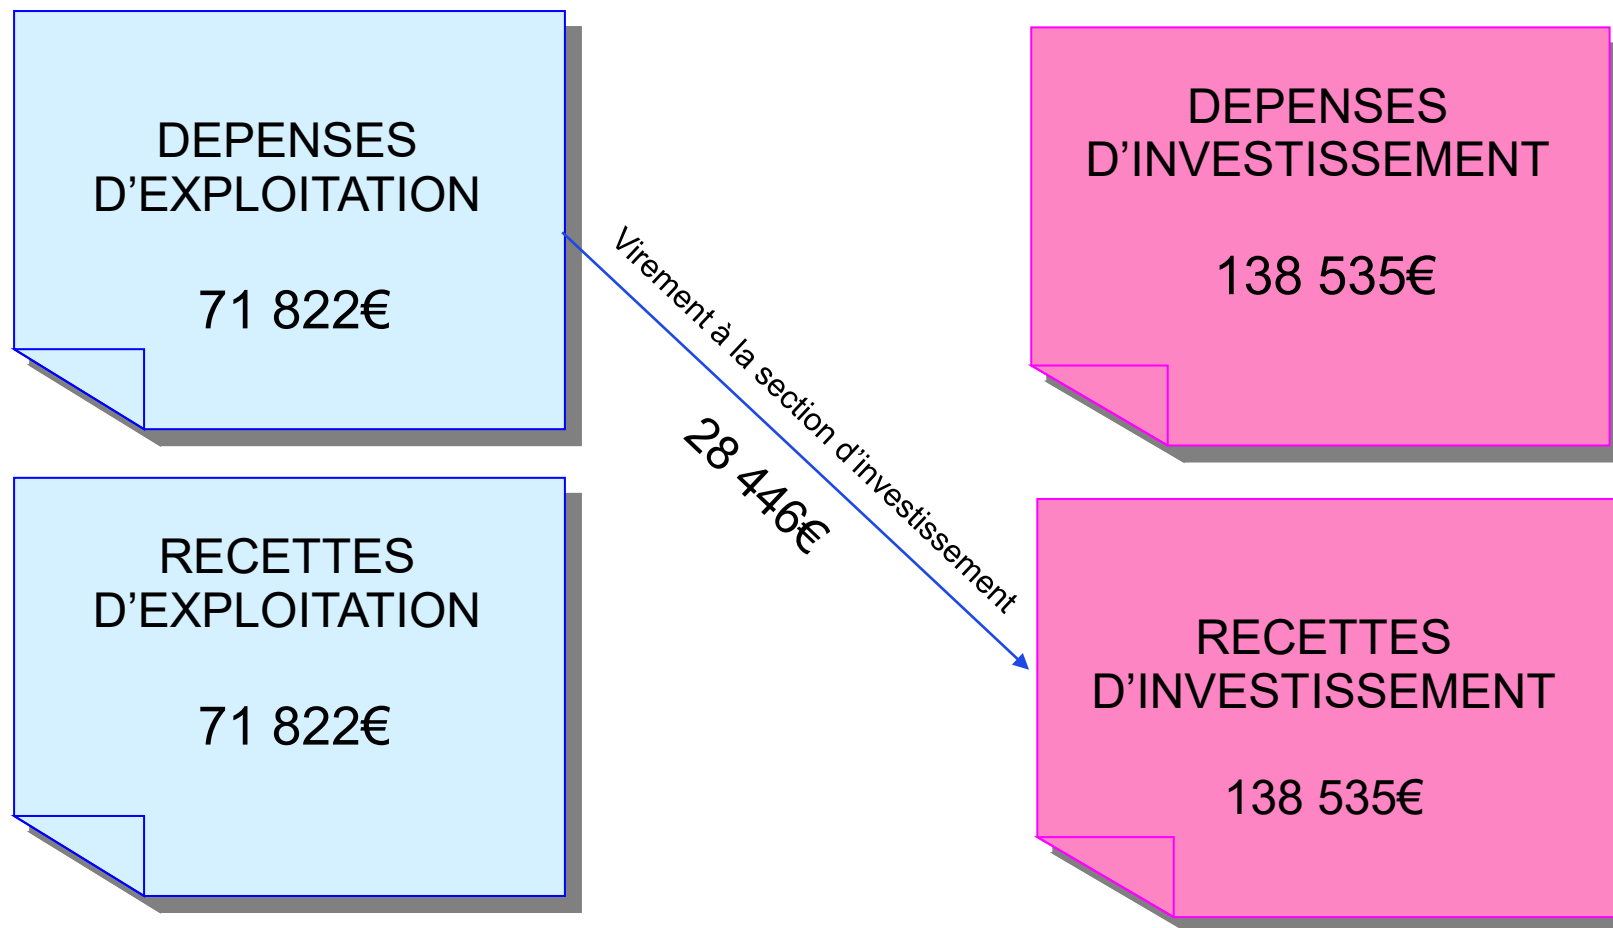 DEPENSES
D’EXPLOITATION
71 822€
DEPENSES
D’INVESTISSEMENT
138 535€
Virement à la section d’investissement
28 446€
RECETTES
D’EXPLOITATION
71 822€
RECETTES
D’INVESTISSEMENT
138 535€